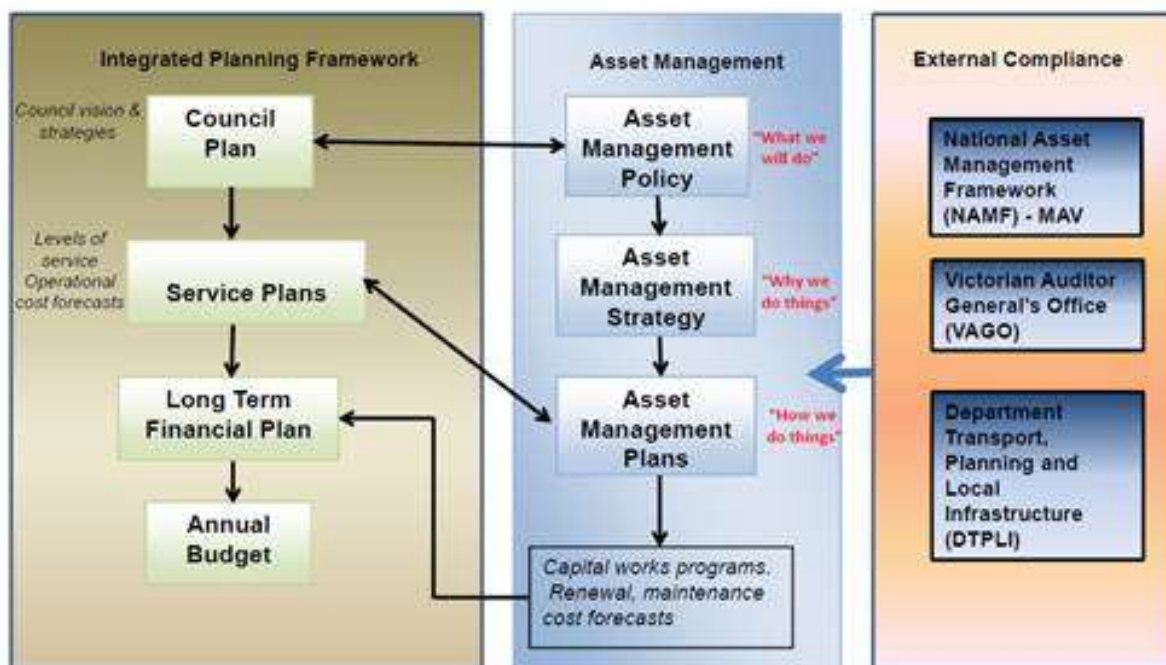 Integrated Planning Framework
Council vision &
strategies
Council
Plan
Levels of
service
Operational
cost forecasts
Service Plans
Long Term
Financial Plan
Annual
Budget
Asset Management
Asset
Management
Policy
"What we
will do"
Asset
Management
Strategy
"Why we
do things"
Asset
Management
Plans
"How we
do things"
Capital works programs.
Renewal, maintenance
cost forecasts
External Compliance
National Asset
Management
Framework
(NAMF) - MAV
Victorian Auditor
General's Office
(VAGO)
Department
Transport,
Planning and
Local
Infrastructure
(DTPLI)